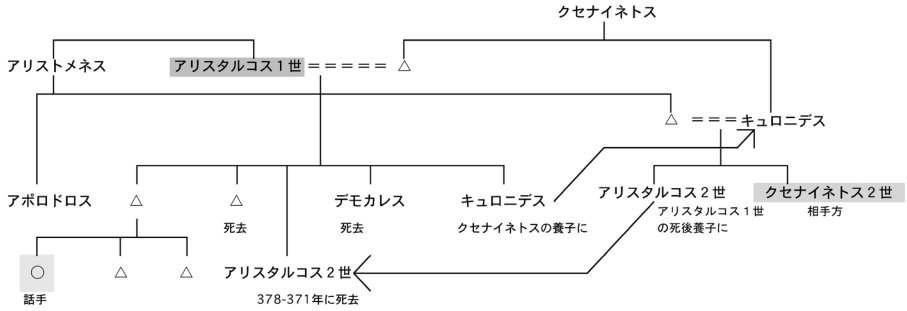 クセナイネトス
アリストメネス
アリスタルコス1世 ===== △
△ ===キュロニデス
アポロドロス
△
△
死去
デモカレス
死去
キュロニデス
クセナイネトスの養子に
アリスタルコス2世
アリスタルコス1世
の死後養子に
クセナイネトス2世
相手方
○
話手
△
△
アリスタルコス2世
378-371年に死去